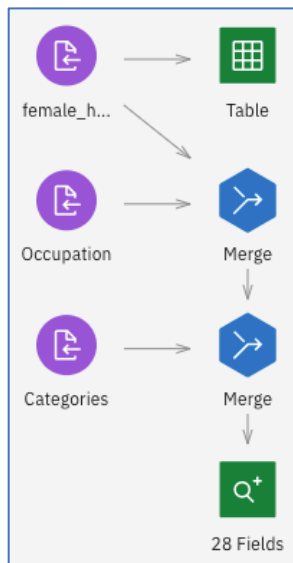 female_h...
Table
Occupation
Merge
Categories
Merge
28 Fields